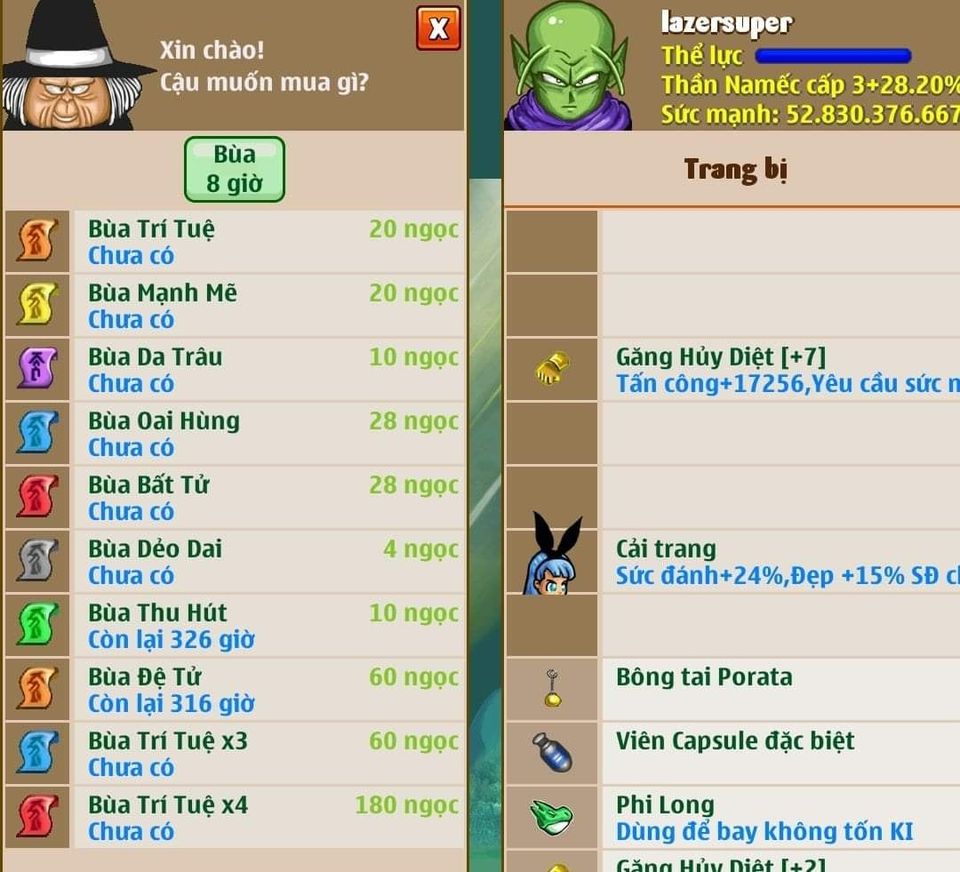 Xin chào!
Cậu muốn mua gì?
X
Bùa
8 giờ
Bùa Trí Tuệ 20 ngọc
Chưa có
Bùa Mạnh Mẽ 20 ngọc
Chưa có
Bùa Da Trâu 10 ngọc
Chưa có
Bùa Oai Hùng 28 ngọc
Chưa có
Bùa Bất Tử 28 ngọc
Chưa có
Bùa Dẻo Dai 4 ngọc
Chưa có
Bùa Thu Hút 10 ngọc
Còn lại 326 giờ
Bùa Đệ Tử 60 ngọc
Còn lại 316 giờ
Bùa Trí Tuệ x3 60 ngọc
Chưa có
Bùa Trí Tuệ x4 180 ngọc
Chưa có
lazersuper
Thể lực
Thần Namếc cấp 3+28.20%
Sức mạnh: 52.830.376.667
Trang bị
Găng Hủy Diệt [+7]
Tấn công+17256,Yêu cầu sức
Cải trang
Sức đánh+24%,Đẹp +15% SĐ
Bông tai Porata
Viên Capsule đặc biệt
Phi Long
Dùng để bay không tốn KI
Găng Hủy Diệt [+2]